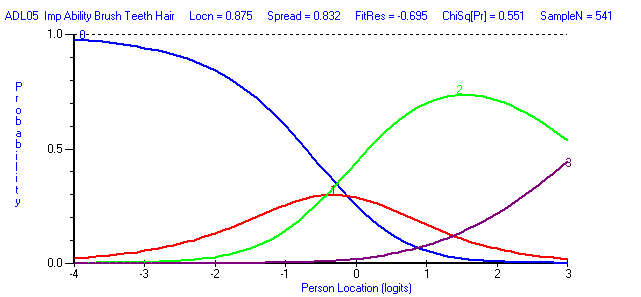 ADL05 Imp Ability Brush Teeth Hair Locn = 0.875 Spread = 0.832 FitRes = -0.695 ChiSq[Pr] = 0.551 SampleN = 541
1.0
0
2
Probability
0.5
3
1
0.0
-4 -3 -2 -1 0 1 2 3
Person Location (logits)